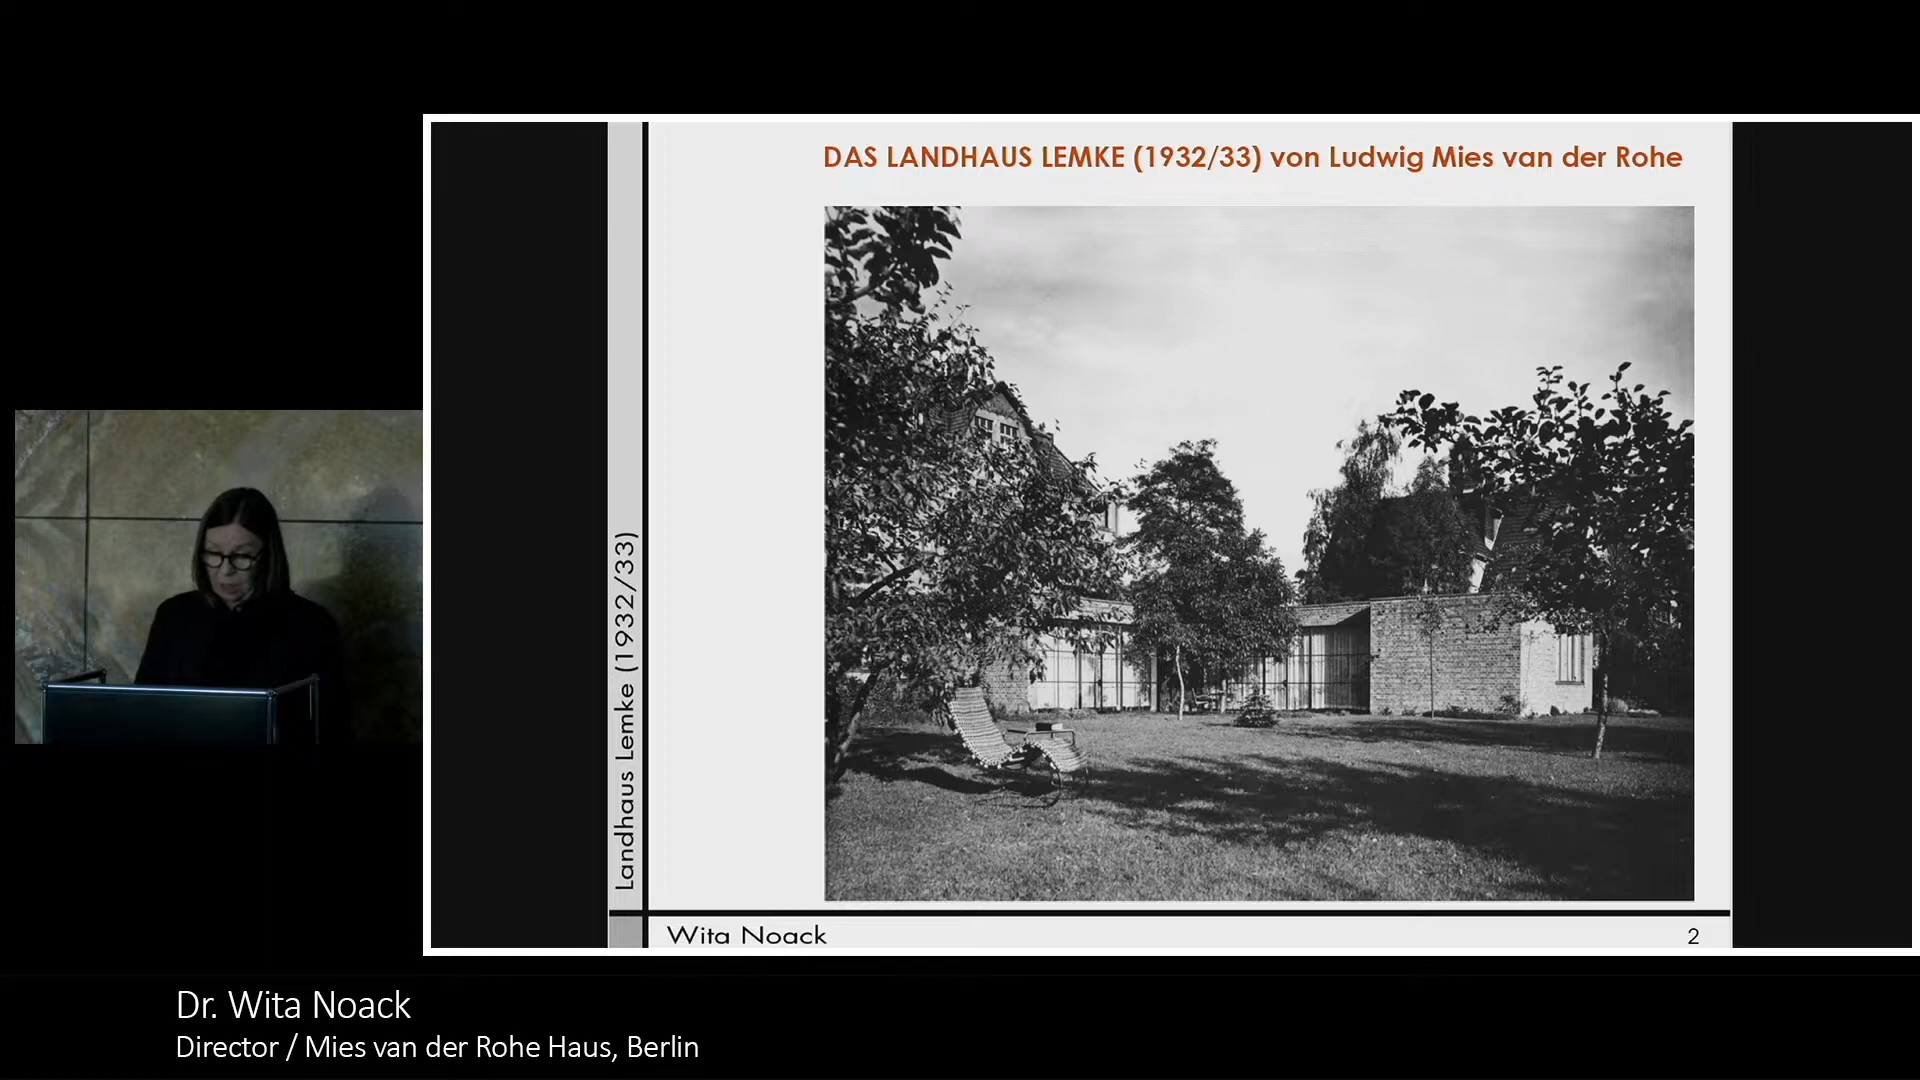 DAS LANDHAUS LEMKE (1932/33) von Ludwig Mies van der Rohe
Landhaus Lemke (1932/33)
Wita Noack
2
Dr. Wita Noack
Director / Mies van der Rohe Haus, Berlin